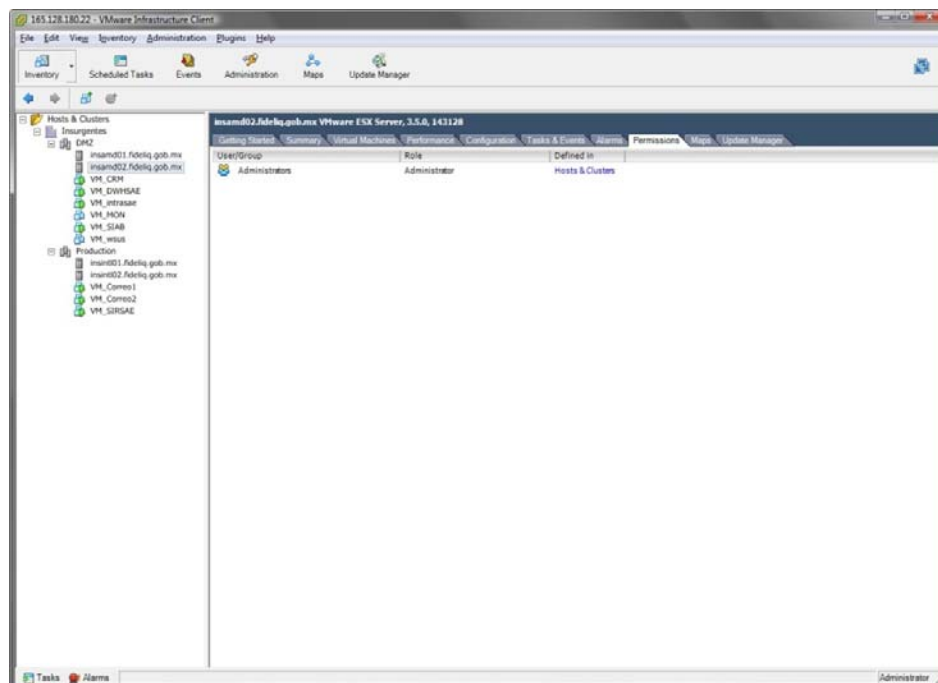 165.128.180.22 - VMware Infrastructure Client
File Edit View Inventory Administration Plugins Help
Inventory Scheduled Tasks Events Administration Maps Update Manager
Hosts & Clusters
Insurgentes
DMZ
insamd01.fideliq.gob.mx
insamd02.fideliq.gob.mx
VM_CRM
VM_DWHSAE
VM_intrasae
VM_MON
VM_SIAB
VM_wsus
Production
insintl01.fideliq.gob.mx
insintl02.fideliq.gob.mx
VM_Correo1
VM_Correo2
VM_SIRSAE
insamd02.fideliq.gob.mx VMware ESX Server, 3.5.0, 143128
Getting Started Summary Virtual Machines Performance Configuration Tasks & Events Alarms Permissions Maps Update Manager
User/Group Role Defined in
Administrators Administrator Hosts & Clusters
Tasks Alarms Administrator